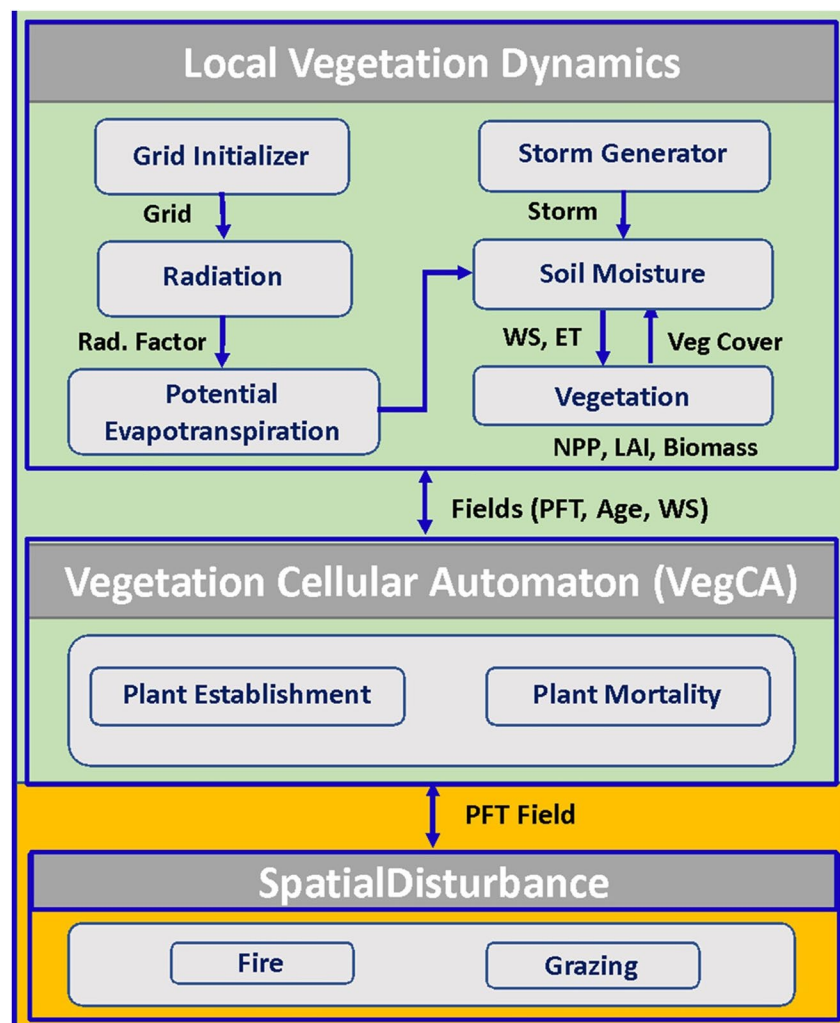 Local Vegetation Dynamics
Grid Initializer
Storm Generator
Grid
Storm
Radiation
Soil Moisture
Rad. Factor
WS, ET
Veg Cover
Potential
Evapotranspiration
Vegetation
NPP, LAI, Biomass
Fields (PFT, Age, WS)
Vegetation Cellular Automaton (VegCA)
Plant Establishment
Plant Mortality
PFT Field
SpatialDisturbance
Fire
Grazing